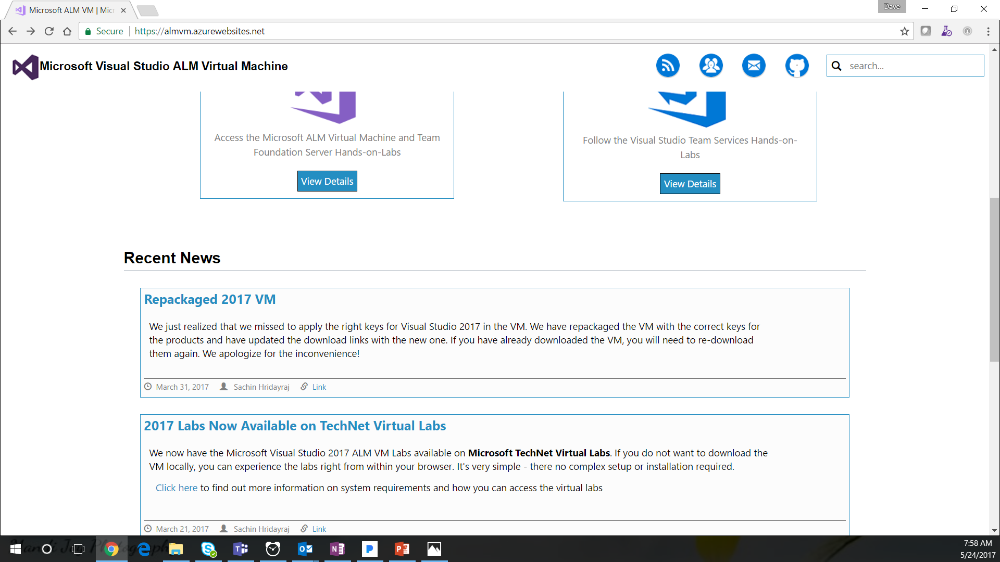 Microsoft ALM VM | Micr
Dave
Secure
https://almvm.azurewebsites.net
Microsoft Visual Studio ALM Virtual Machine
search...
Access the Microsoft ALM Virtual Machine and Team
Foundation Server Hands-on-Labs
View Details
Follow the Visual Studio Team Services Hands-on-
Labs
View Details
Recent News
Repackaged 2017 VM
We just realized that we missed to apply the right keys for Visual Studio 2017 in the VM. We have repackaged the VM with the correct keys for
the products and have updated the download links with the new one. If you have already downloaded the VM, you will need to re-download
them again. We apologize for the inconvenience!
March 31, 2017 Sachin Hridayraj Link
2017 Labs Now Available on TechNet Virtual Labs
We now have the Microsoft Visual Studio 2017 ALM VM Labs available on Microsoft TechNet Virtual Labs. If you do not want to download the
VM locally, you can experience the labs right from within your browser. It's very simple - there no complex setup or installation required.
Click here to find out more information on system requirements and how you can access the virtual labs
March 21, 2017 Sachin Hridayraj Link
7:58 AM
5/24/2017